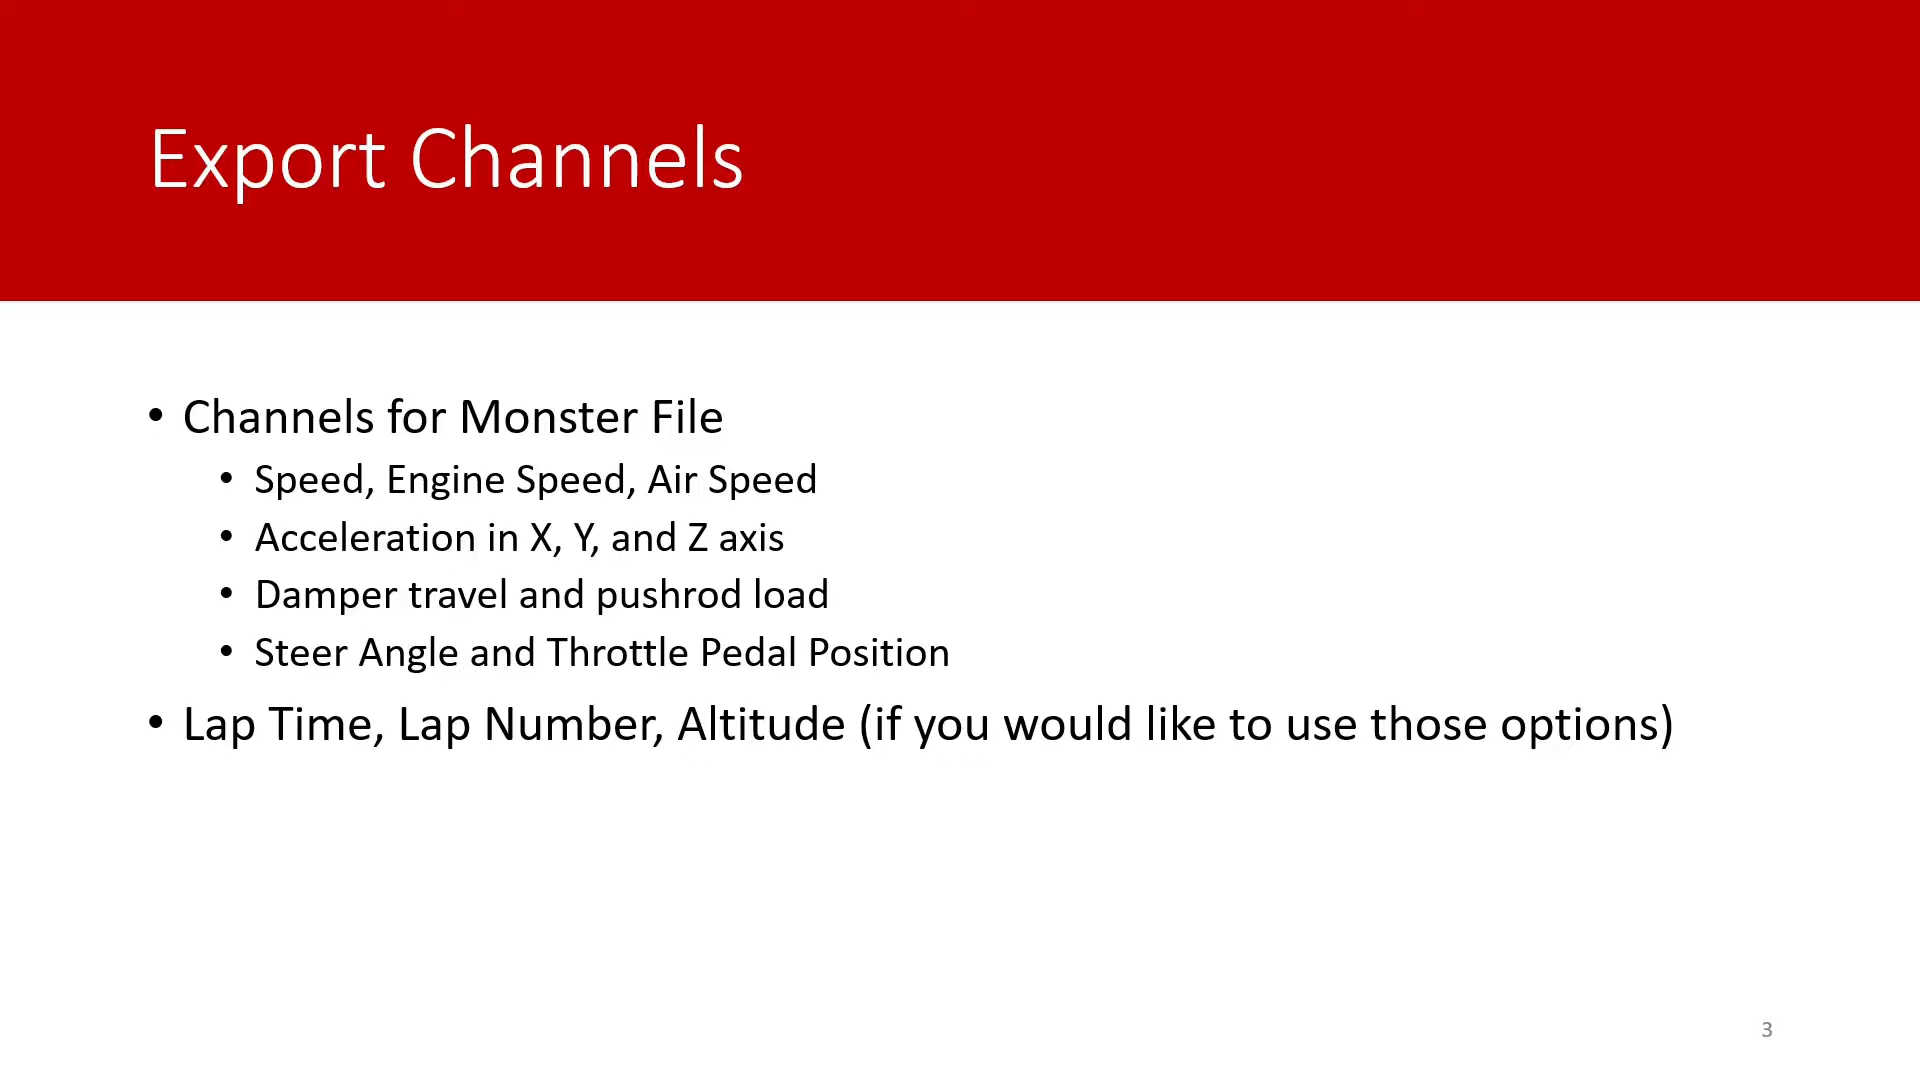 Export Channels
• Channels for Monster File
• Speed, Engine Speed, Air Speed
• Acceleration in X, Y, and Z axis
• Damper travel and pushrod load
• Steer Angle and Throttle Pedal Position
• Lap Time, Lap Number, Altitude (if you would like to use those options)
3